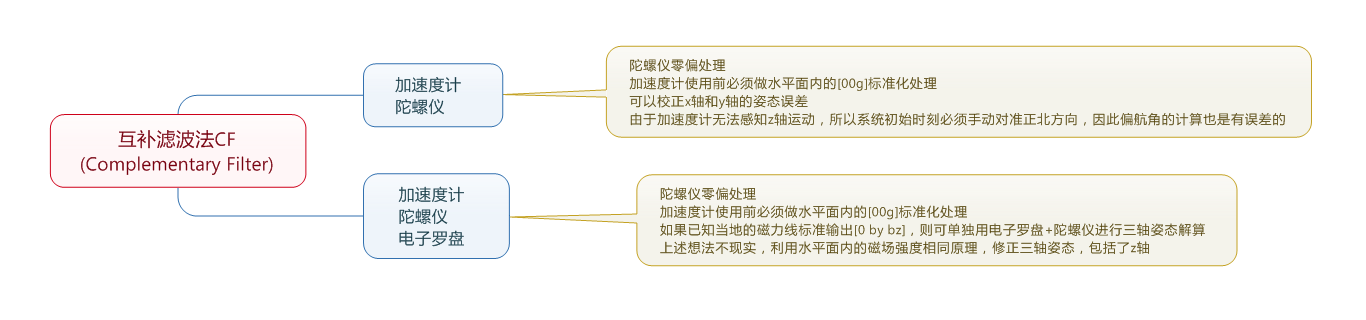 互补滤波法CF
(Complementary Filter)
加速度计
陀螺仪
陀螺仪零偏处理
加速度计使用前必须做水平面内的[00g]标准化处理
可以校正x轴和y轴的姿态误差
由于加速度计无法感知z轴运动，所以系统初始时刻必须手动对准正北方向，因此偏航角的计算也是有误差的
加速度计
陀螺仪
电子罗盘
陀螺仪零偏处理
加速度计使用前必须做水平面内的[00g]标准化处理
如果已知当地的磁力线标准输出[0 by bz]，则可单独用电子罗盘+陀螺仪进行三轴姿态解算
上述想法不现实，利用水平面内的磁场强度相同原理，修正三轴姿态，包括了z轴